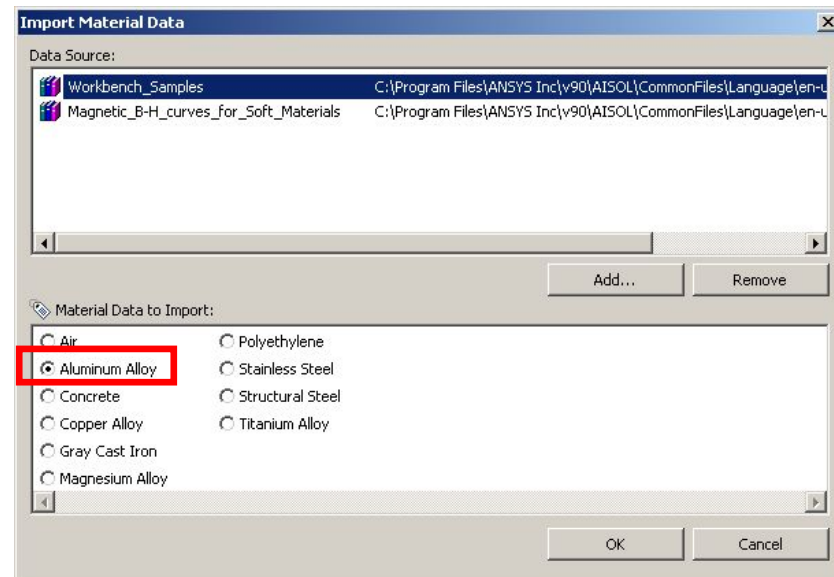 Import Material Data
Data Source:
Workbench_Samples C:\Program Files\ANSYS Inc\v90\AISOL\CommonFiles\Language\en-u
Magnetic_B-H_curves_for_Soft_Materials C:\Program Files\ANSYS Inc\v90\AISOL\CommonFiles\Language\en-u
Add... Remove
Material Data to Import:
Air Polyethylene
Aluminum Alloy Stainless Steel
Concrete Structural Steel
Copper Alloy Titanium Alloy
Gray Cast Iron
Magnesium Alloy
OK Cancel